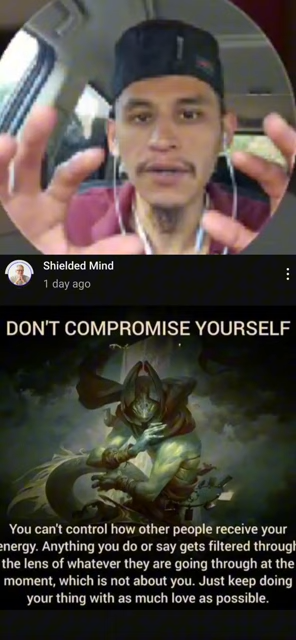 Shielded Mind
1 day ago
DON'T COMPROMISE YOURSELF
You can't control how other people receive your
energy. Anything you do or say gets filtered through
the lens of whatever they are going through at the
moment, which is not about you. Just keep doing
your thing with as much love as possible.